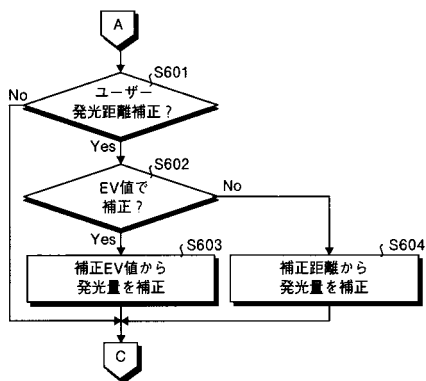 A
S601
ユーザー
発光距離補正?
No
Yes
S602
EV値で
補正?
No
Yes
S603
補正EV値から
発光量を補正
S604
補正距離から
発光量を補正
C